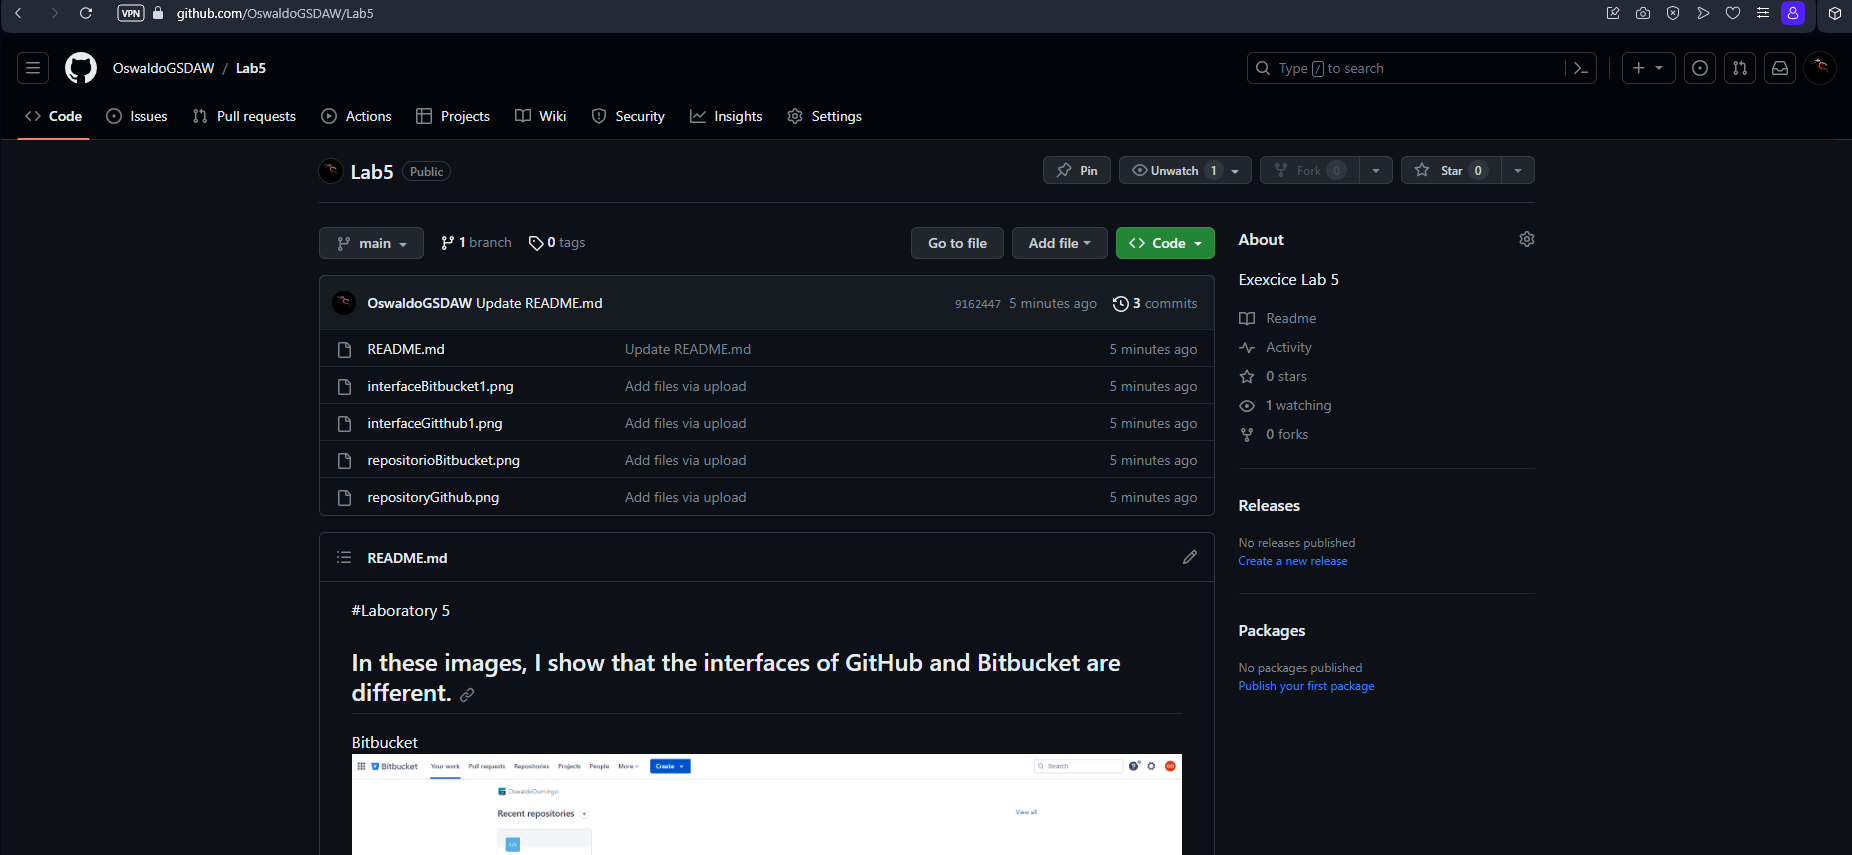 VPN github.com/OswaldoGSDAW/Lab5
OswaldoGSDAW / Lab5 Type / to search
Code Issues Pull requests Actions Projects Wiki Security Insights Settings
Lab5 Public Pin Unwatch 1 Fork 0 Star 0
main 1 branch 0 tags Go to file Add file Code About
Exexcice Lab 5
OswaldoGSDAW Update README.md 9162447 5 minutes ago 3 commits
Readme
README.md Update README.md 5 minutes ago
Activity
interfaceBitbucket1.png Add files via upload 5 minutes ago
0 stars
1 watching
interfaceGitthub1.png Add files via upload 5 minutes ago
0 forks
repositorioBitbucket.png Add files via upload 5 minutes ago
repositoryGithub.png Add files via upload 5 minutes ago
Releases
No releases published
Create a new release
README.md
#Laboratory 5
Packages
In these images, I show that the interfaces of GitHub and Bitbucket are
different.
No packages published
Publish your first package
Bitbucket
Bitbucket Your work Pull requests Repositories Projects People More Create Search
OswaldoDomingo
Recent repositories View all